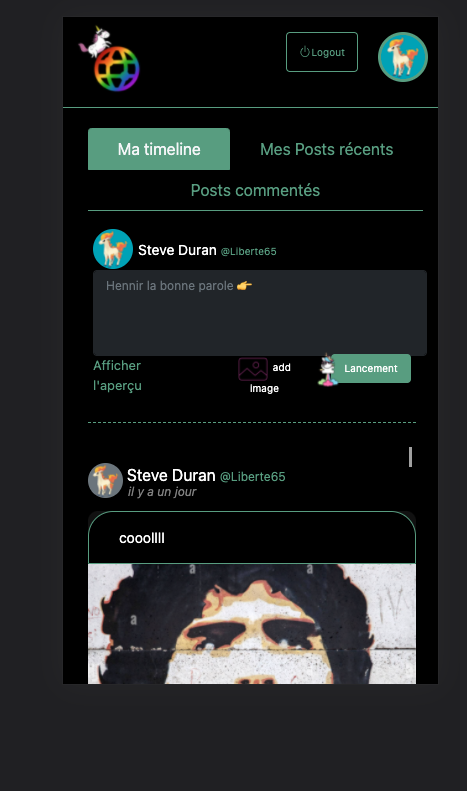 Logout
Ma timeline
Mes Posts récents
Posts commentés
Steve Duran @Liberte65
Hennir la bonne parole 👉
Afficher
l'aperçu
add
image
Lancement
Steve Duran @Liberte65
il y a un jour
cooollll
a a
a a